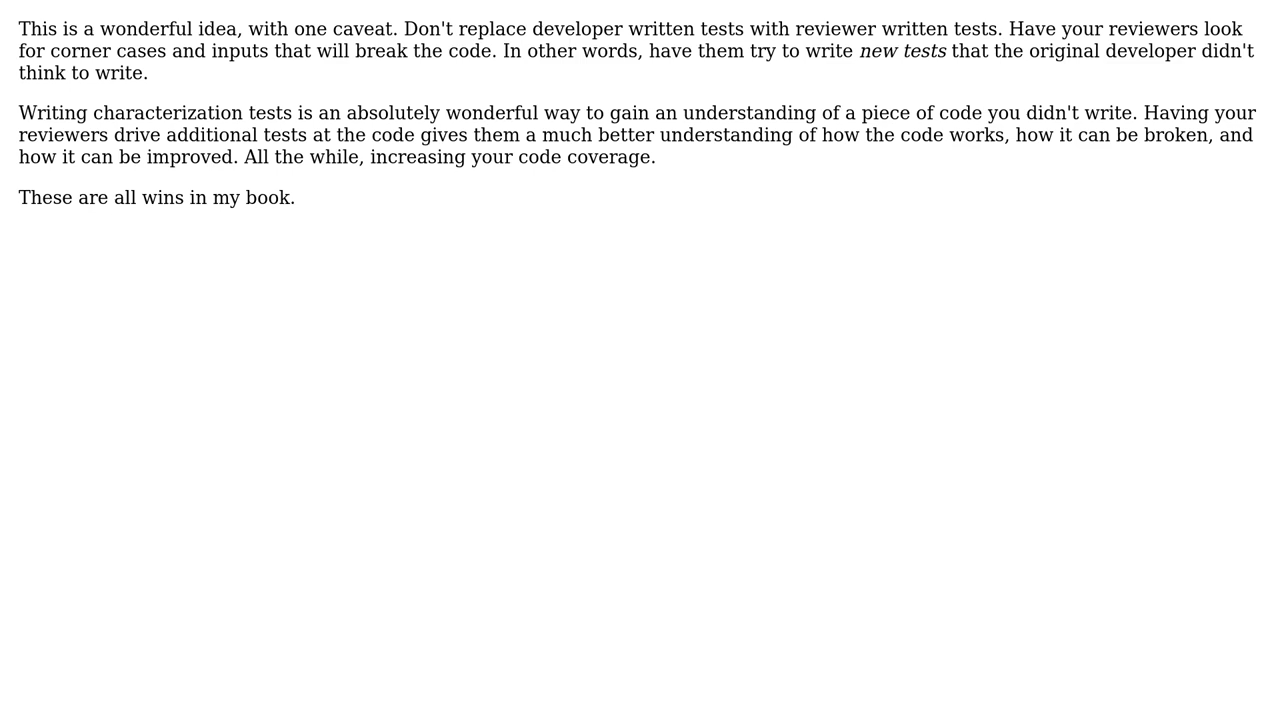 This is a wonderful idea, with one caveat. Don't replace developer written tests with reviewer written tests. Have your reviewers look
for corner cases and inputs that will break the code. In other words, have them try to write new tests that the original developer didn't
think to write.
Writing characterization tests is an absolutely wonderful way to gain an understanding of a piece of code you didn't write. Having your
reviewers drive additional tests at the code gives them a much better understanding of how the code works, how it can be broken, and
how it can be improved. All the while, increasing your code coverage.
These are all wins in my book.